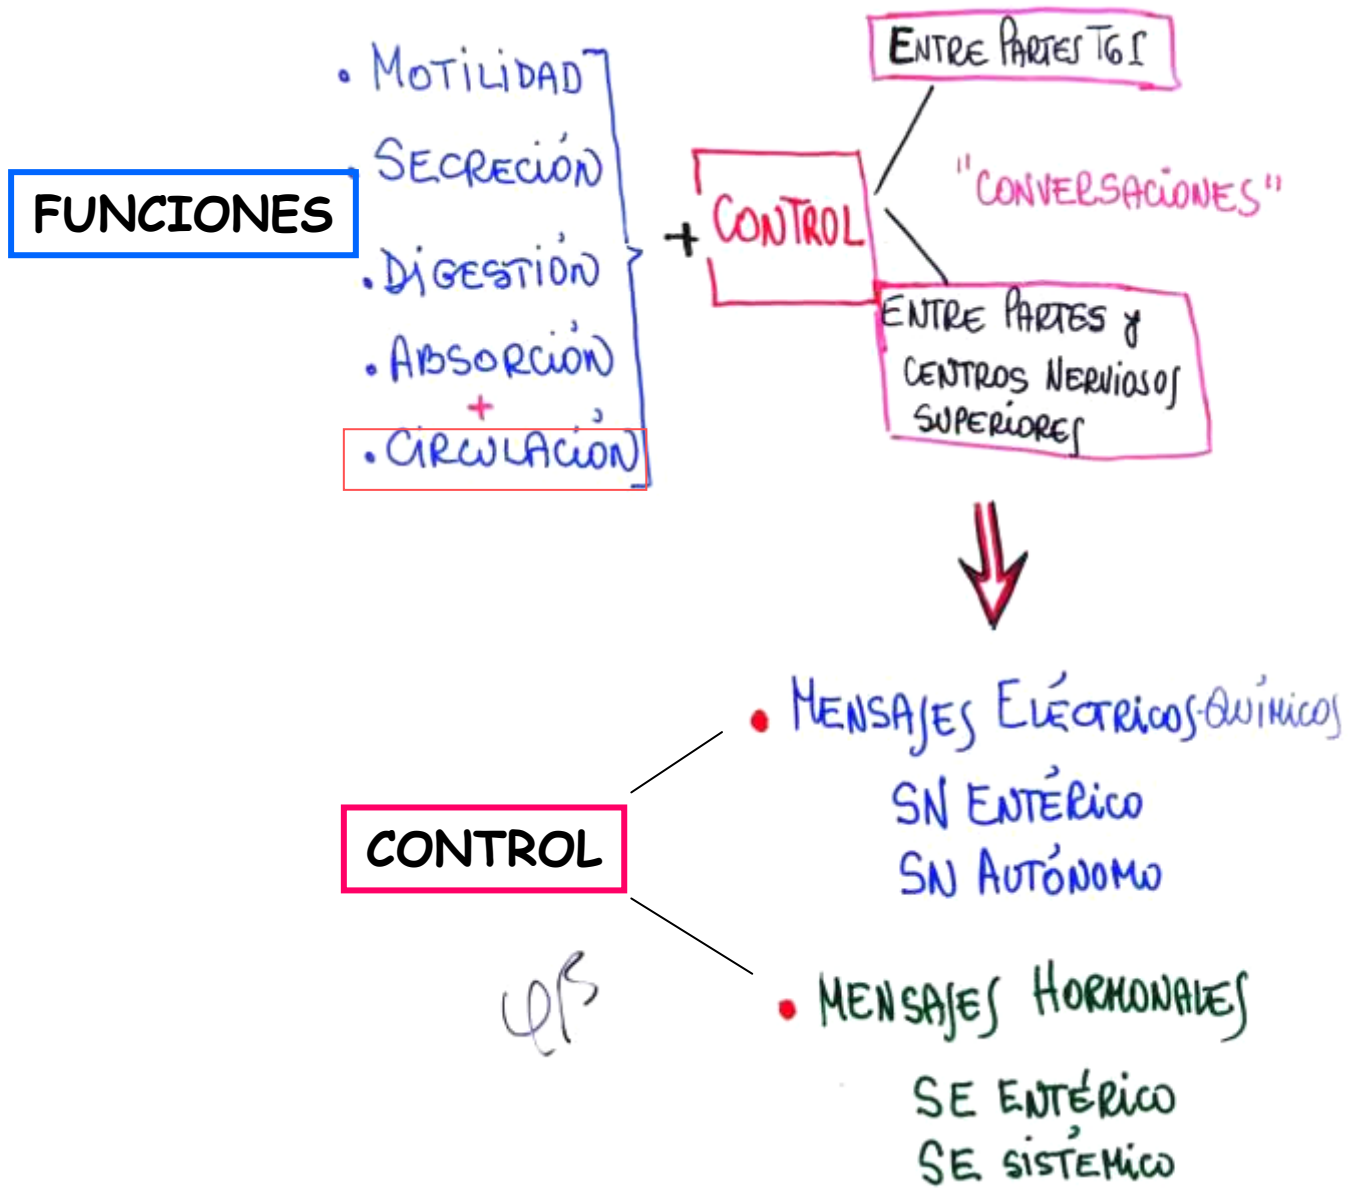 FUNCIONES
• MOTILIDAD
• SECRECIÓN
• DIGESTIÓN
• ABSORCIÓN
+
• CIRCULACIÓN
+ CONTROL
ENTRE PARTES TGI
"CONVERSACIONES"
ENTRE PARTES y
CENTROS NERVIOSOS
SUPERIORES
CONTROL
• MENSAJES ELÉCTRICOS-QUÍMICOS
SN ENTÉRICO
SN AUTÓNOMO
• MENSAJES HORMONALES
SE ENTÉRICO
SE SISTÉMICO